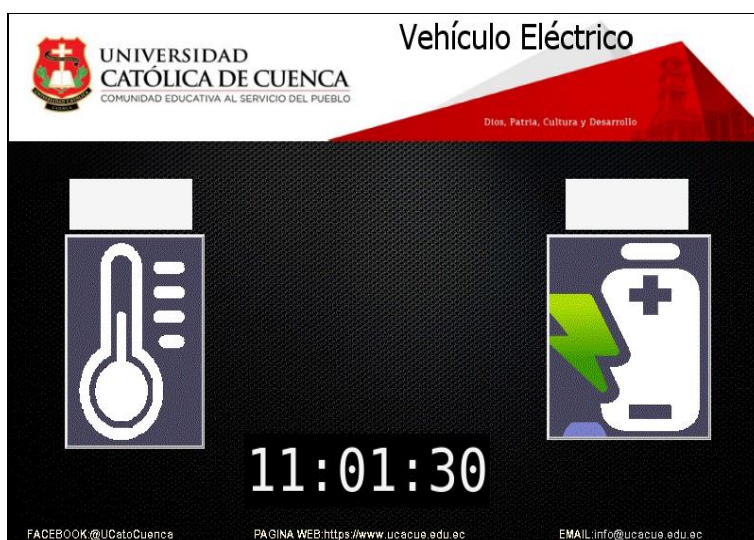 Vehículo Eléctrico
UNIVERSIDAD
CATÓLICA DE CUENCA
COMUNIDAD EDUCATIVA AL SERVICIO DEL PUEBLO
Dios, Patria, Cultura y Desarrollo
11:01:30
FACEBOOK:@UCatoCuenca
PAGINA WEB:https://www.ucacue.edu.ec
EMAIL:info@ucacue.edu.ec